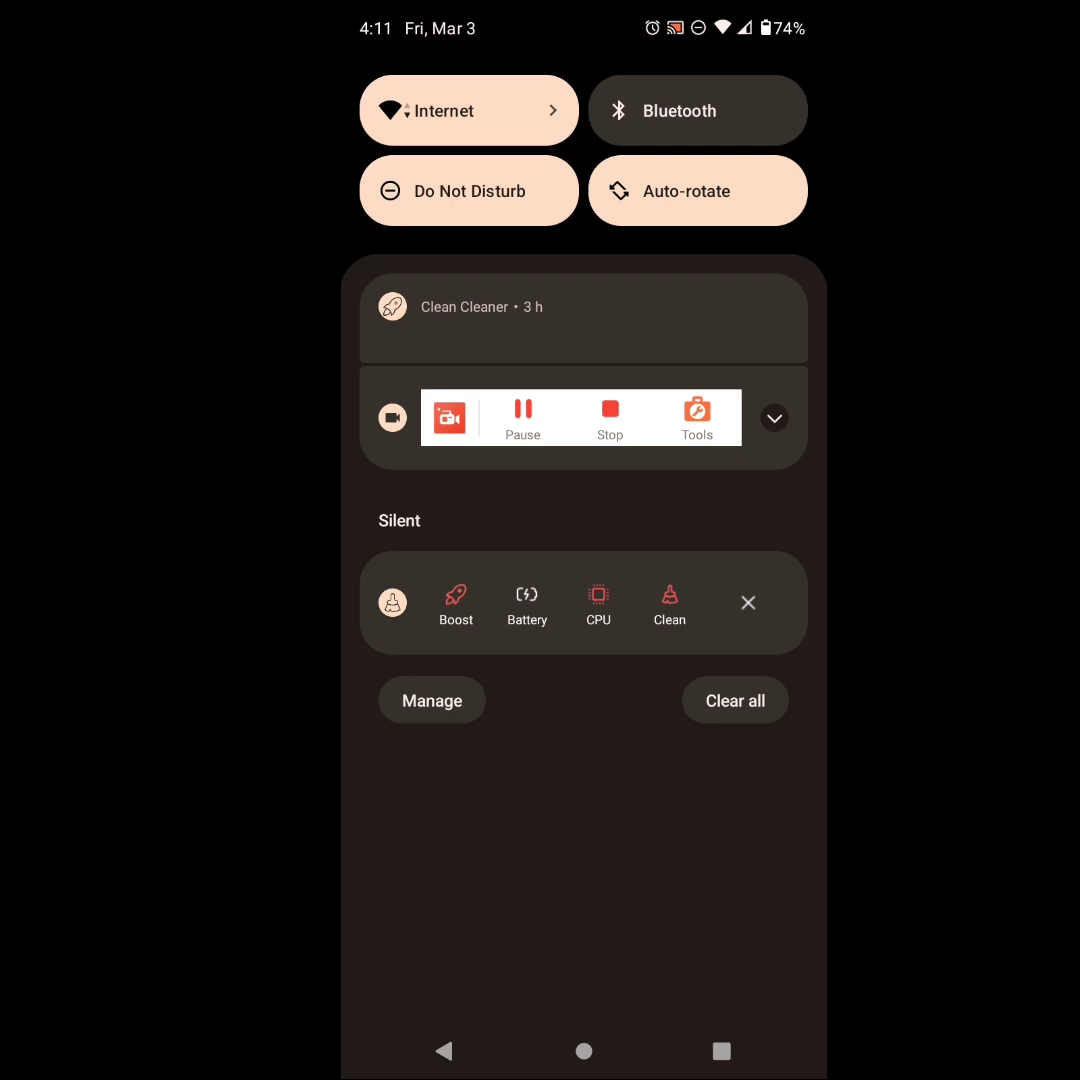 4:11 Fri, Mar 3 74%
Internet
Bluetooth
Do Not Disturb
Auto-rotate
Clean Cleaner • 3 h
Pause Stop Tools
Silent
Boost Battery CPU Clean
Manage
Clear all